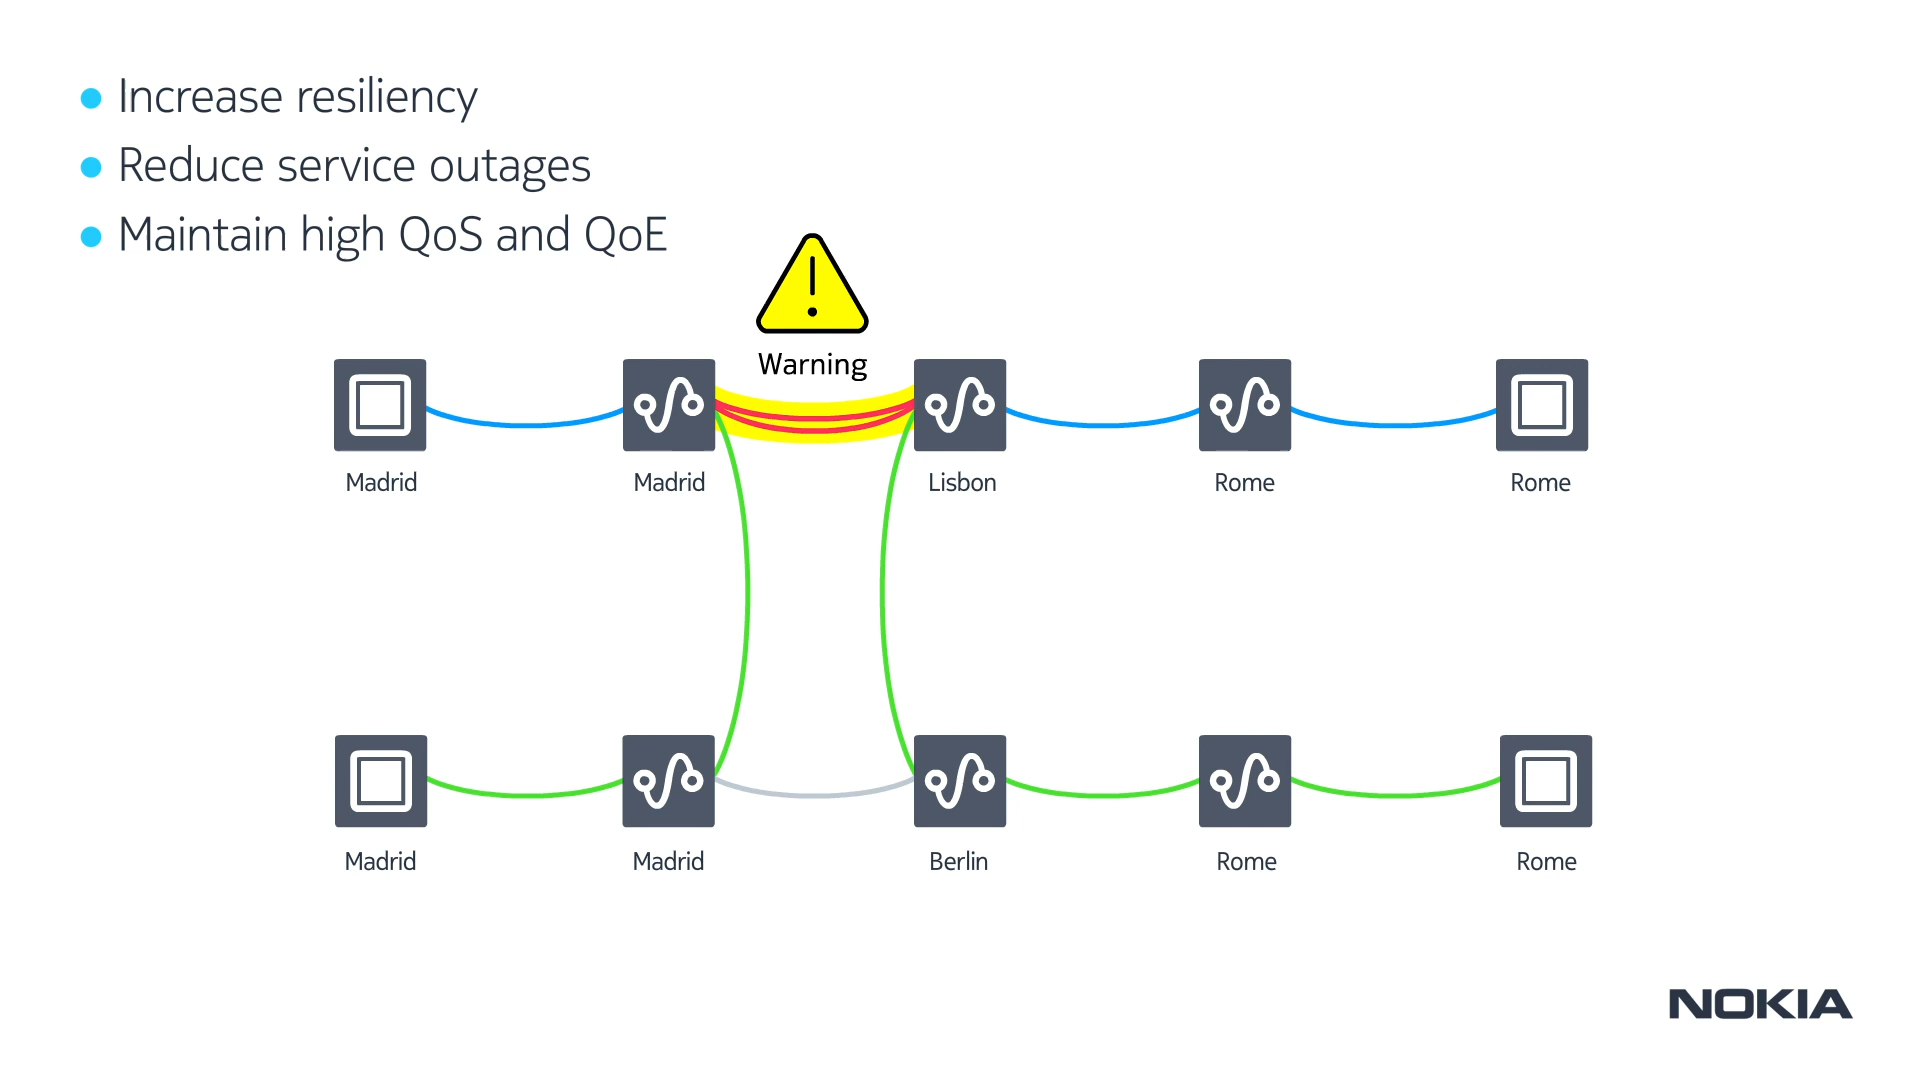 Increase resiliency
Reduce service outages
Maintain high QoS and QoE
Warning
Madrid
Madrid
Lisbon
Rome
Rome
Madrid
Madrid
Berlin
Rome
Rome
NOKIA